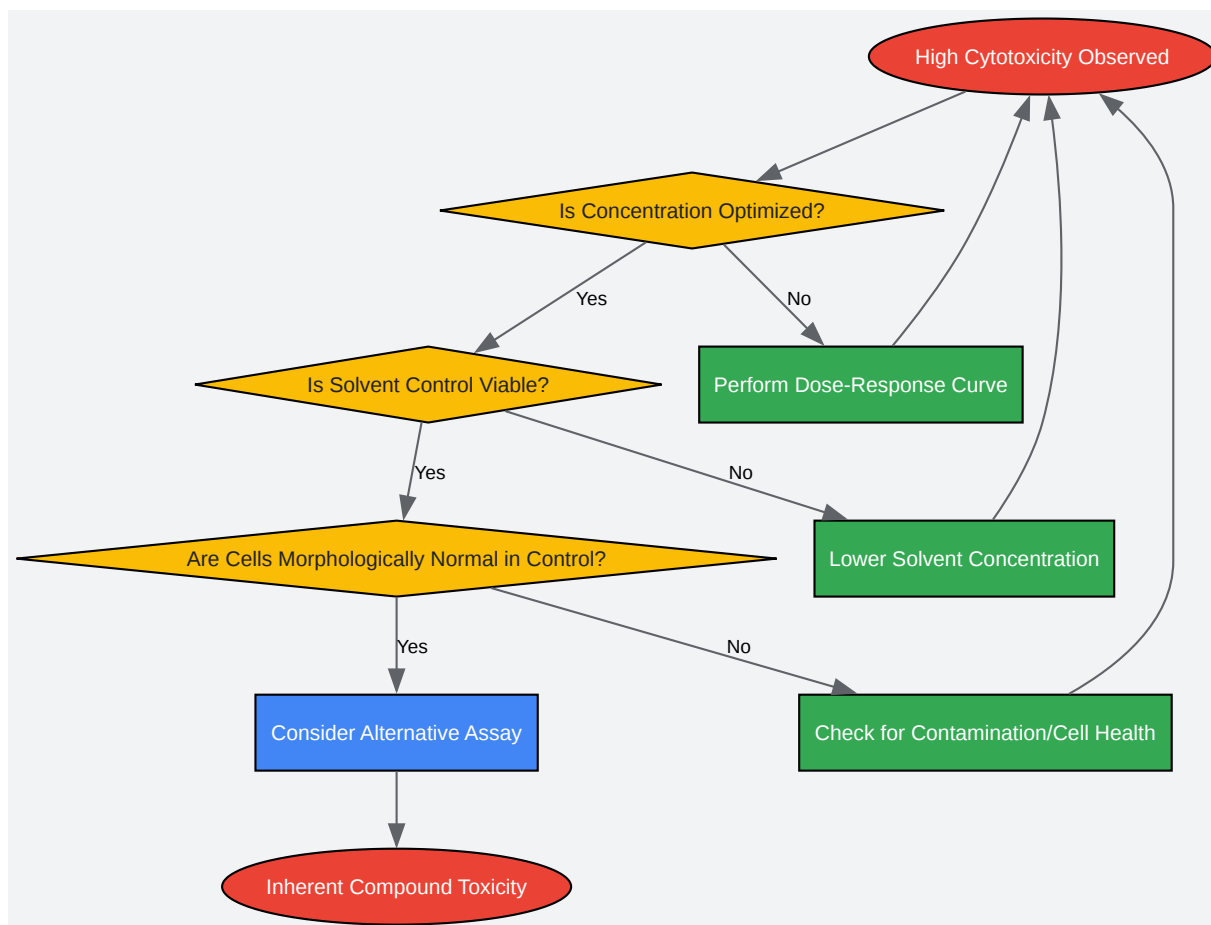 High Cytotoxicity Observed
Is Concentration Optimized?
Yes
No
Is Solvent Control Viable?
Perform Dose-Response Curve
Yes
No
Are Cells Morphologically Normal in Control?
Lower Solvent Concentration
Yes
No
Consider Alternative Assay
Check for Contamination/Cell Health
Inherent Compound Toxicity